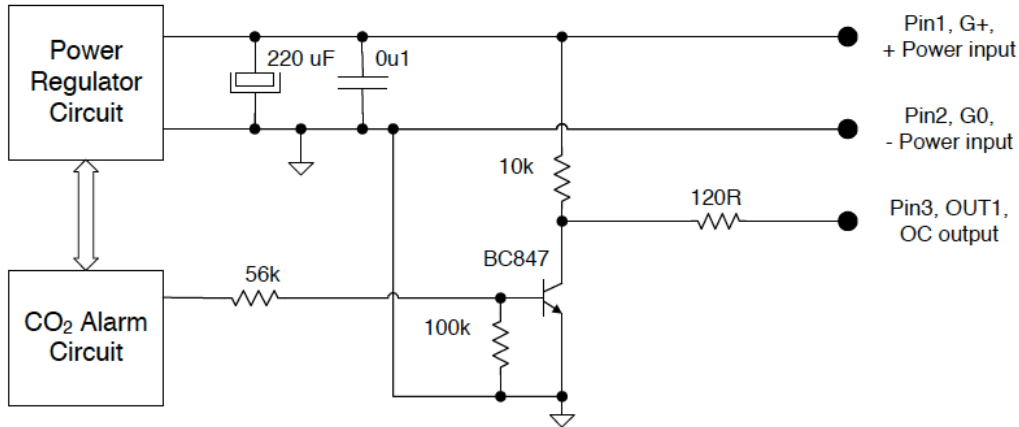 Power
Regulator
Circuit
220 uF
0u1
Pin1, G+,
+ Power input
Pin2, G0,
- Power input
10k
120R
Pin3, OUT1,
OC output
BC847
56k
CO₂ Alarm
Circuit
100k